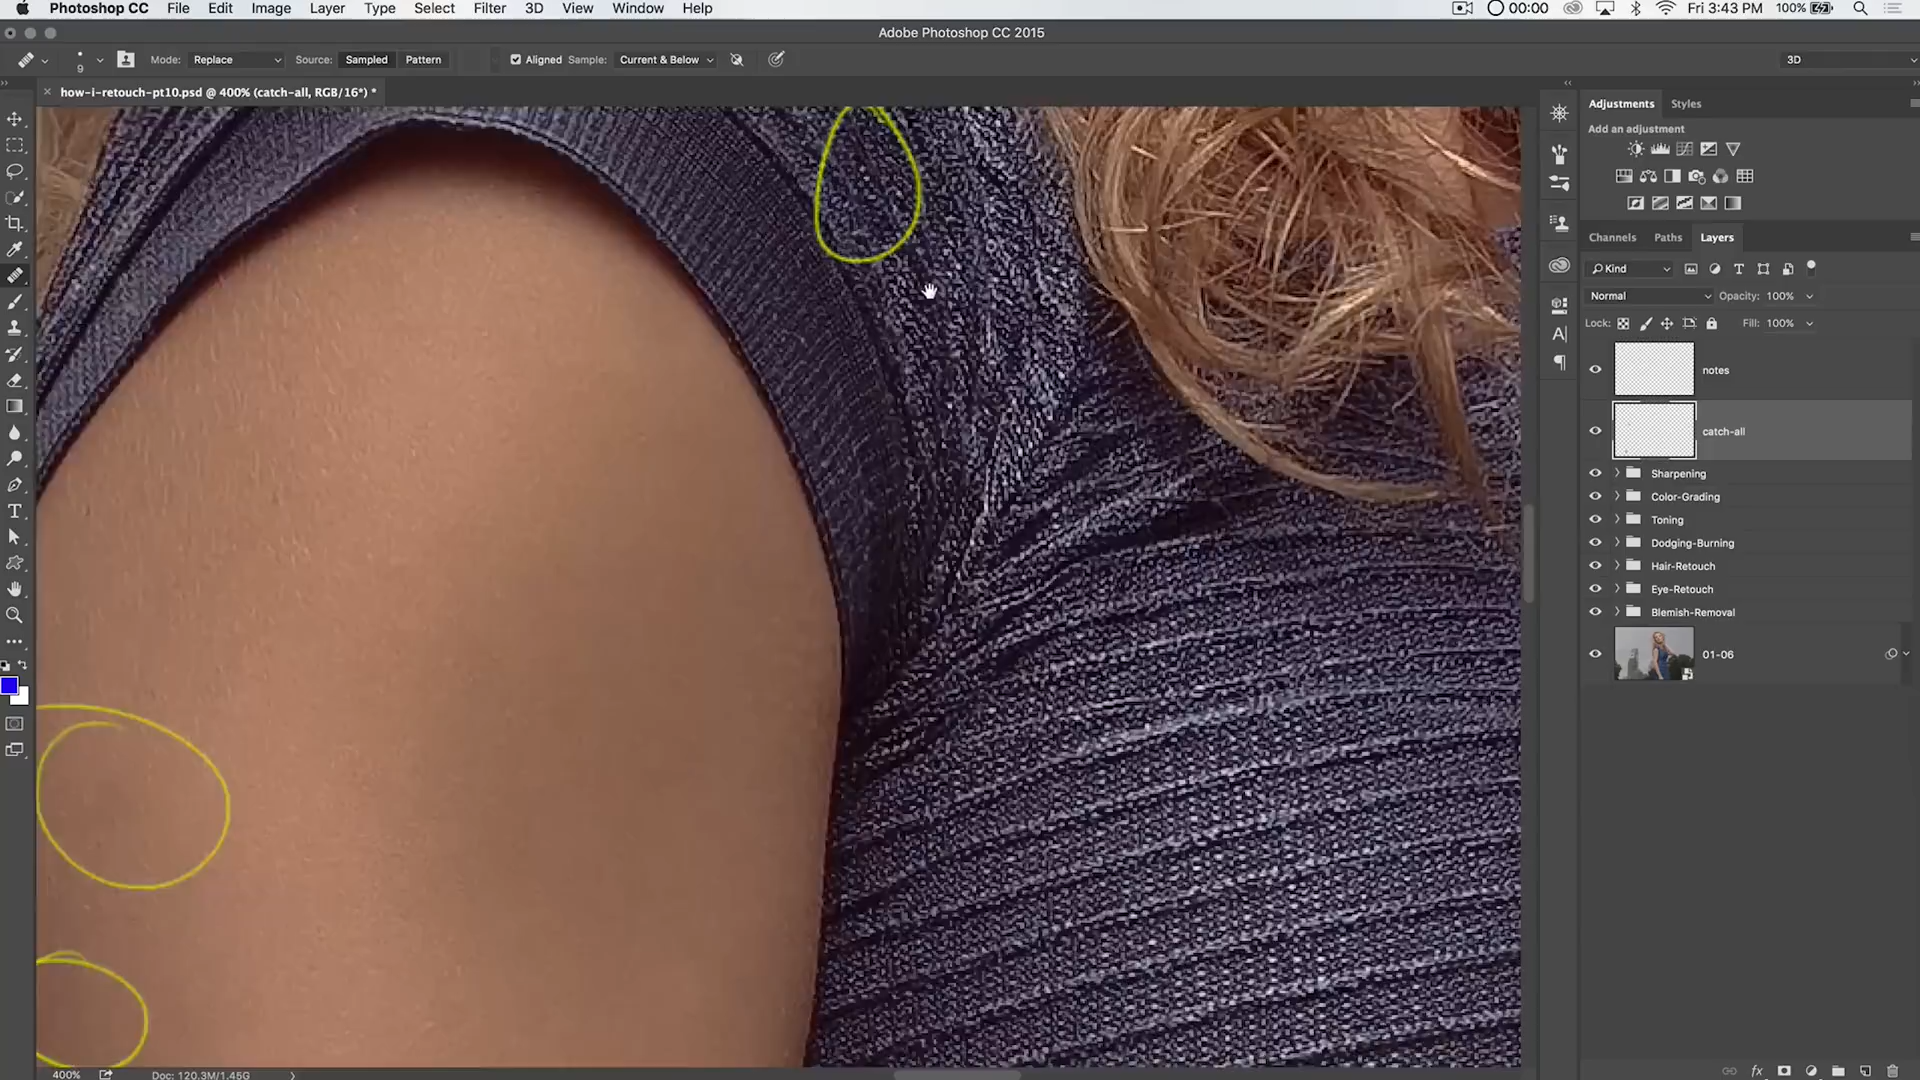 Photoshop CC File Edit Image Layer Type Select Filter 3D View Window Help 00:00 Fri 3:43 PM 100%
Adobe Photoshop CC 2015
9 Mode: Replace Source: Sampled Pattern Aligned Sample: Current & Below 3D
how-i-retouch-pt10.psd @ 400% (catch-all, RGB/16*) *
Adjustments Styles
Add an adjustment
Channels Paths Layers
Kind
Normal Opacity: 100%
Lock: Fill: 100%
notes
catch-all
Sharpening
Color-Grading
Toning
Dodging-Burning
Hair-Retouch
Eye-Retouch
Blemish-Removal
01-06
400% Doc: 120.3M/1.45G